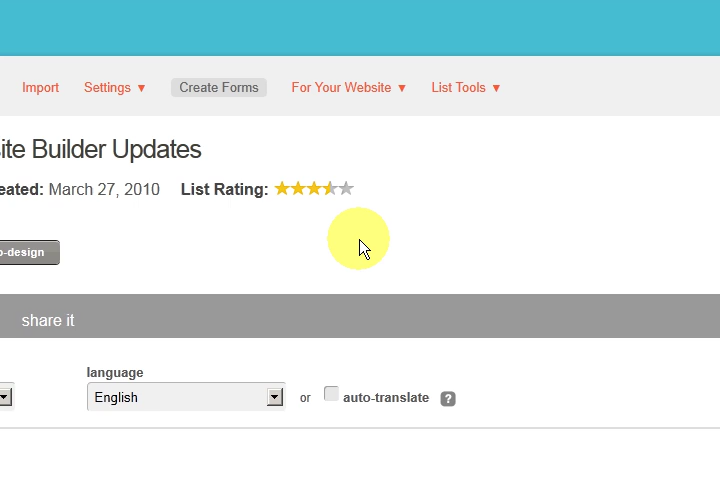 Import Settings ▼ Create Forms For Your Website ▼ List Tools ▼
ite Builder Updates
eated: March 27, 2010 List Rating:
o-design
share it
language
English or auto-translate ?